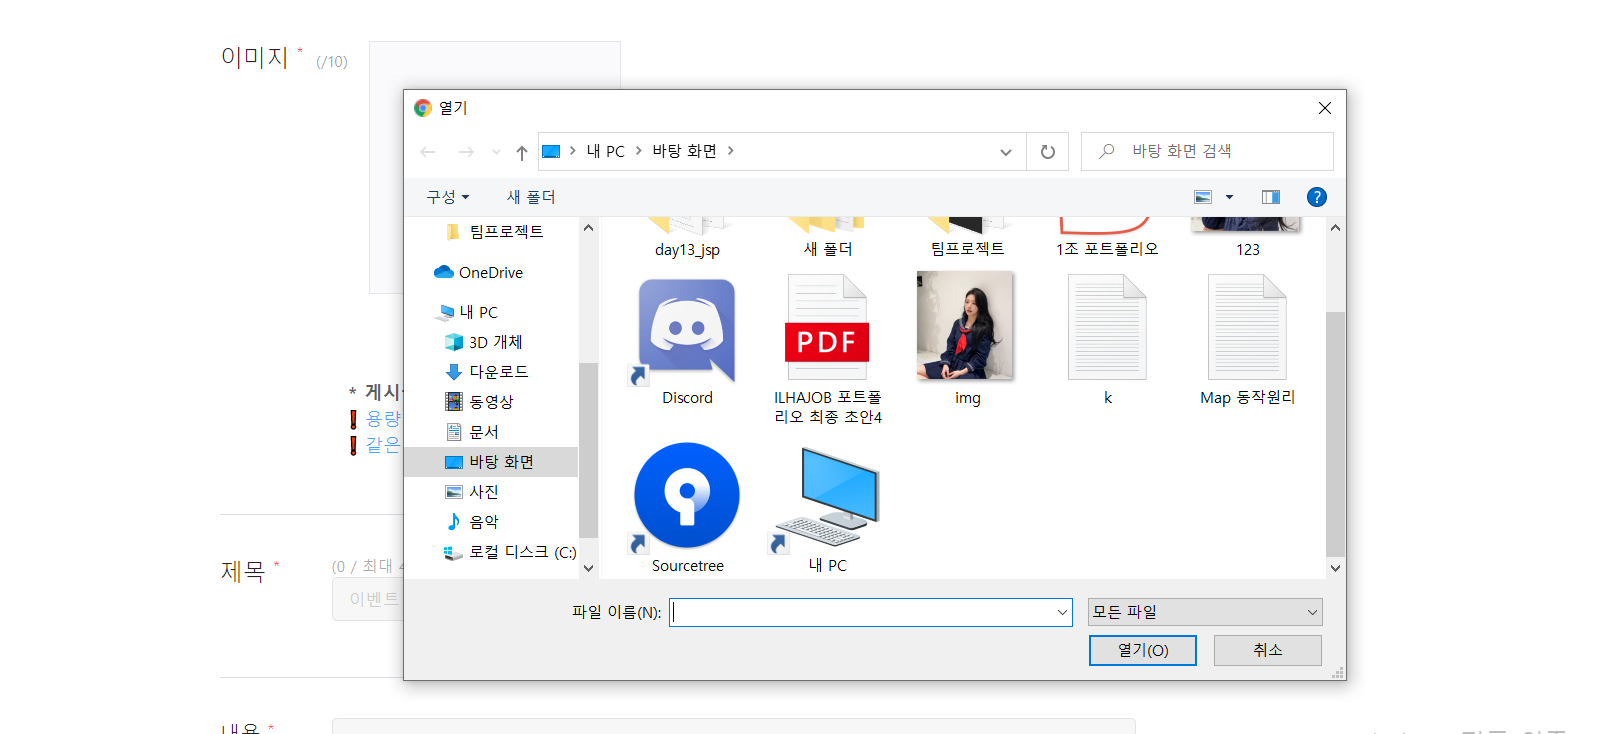 이미지 * (/10)
열기
내 PC > 바탕 화면 >
바탕 화면 검색
구성
새 폴더
?
팀프로젝트
OneDrive
내 PC
3D 개체
다운로드
동영상
문서
바탕 화면
사진
음악
로컬 디스크 (C:)
day13_jsp
새 폴더
팀프로젝트
1조 포트폴리오
123
PDF
Discord
ILHAJOB 포트폴
리오 최종 초안4
img
k
Map 동작원리
Sourcetree
내 PC
* 게시
용량
같은
제목 *
(0 / 최대 4
이벤트
파일 이름(N):
모든 파일
열기(O)
취소
내용 *